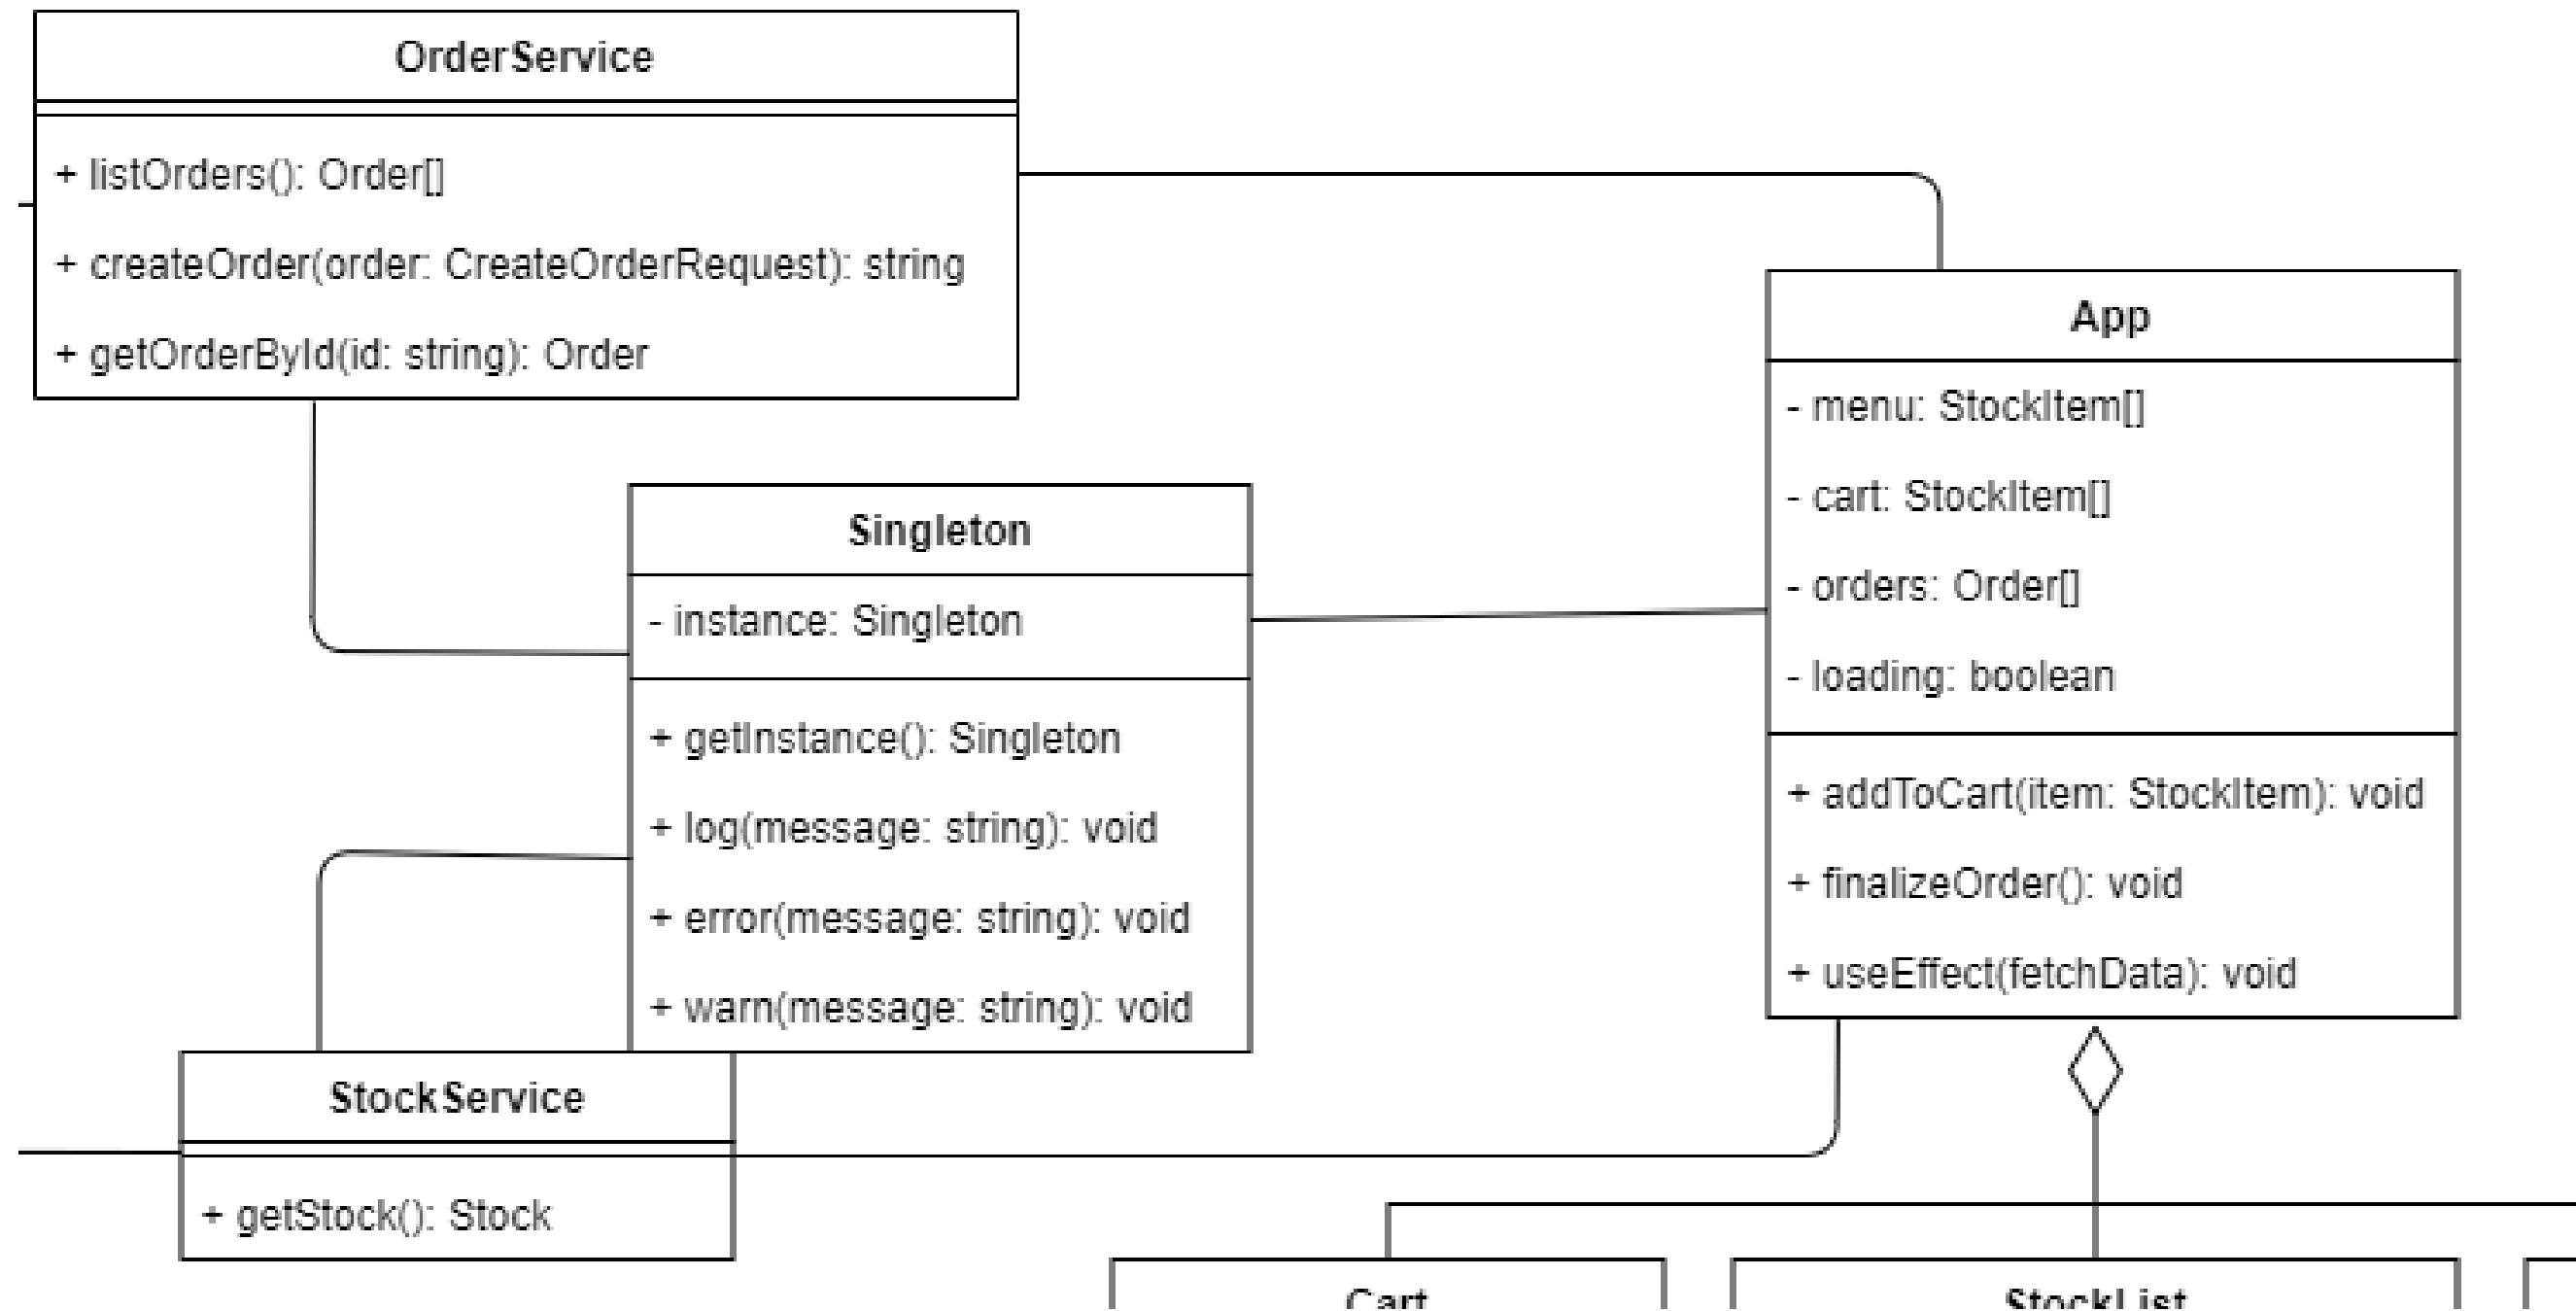 OrderService
+ listOrders(): Order[]
+ createOrder(order: CreateOrderRequest): string
+ getOrderById(id: string): Order
Singleton
- instance: Singleton
+ getInstance(): Singleton
+ log(message: string): void
+ error(message: string): void
+ warn(message: string): void
App
- menu: StockItem[]
- cart: StockItem[]
- orders: Order[]
- loading: boolean
+ addToCart(item: StockItem): void
+ finalizeOrder(): void
+ useEffect(fetchData): void
StockService
+ getStock(): Stock
Cart
StockList